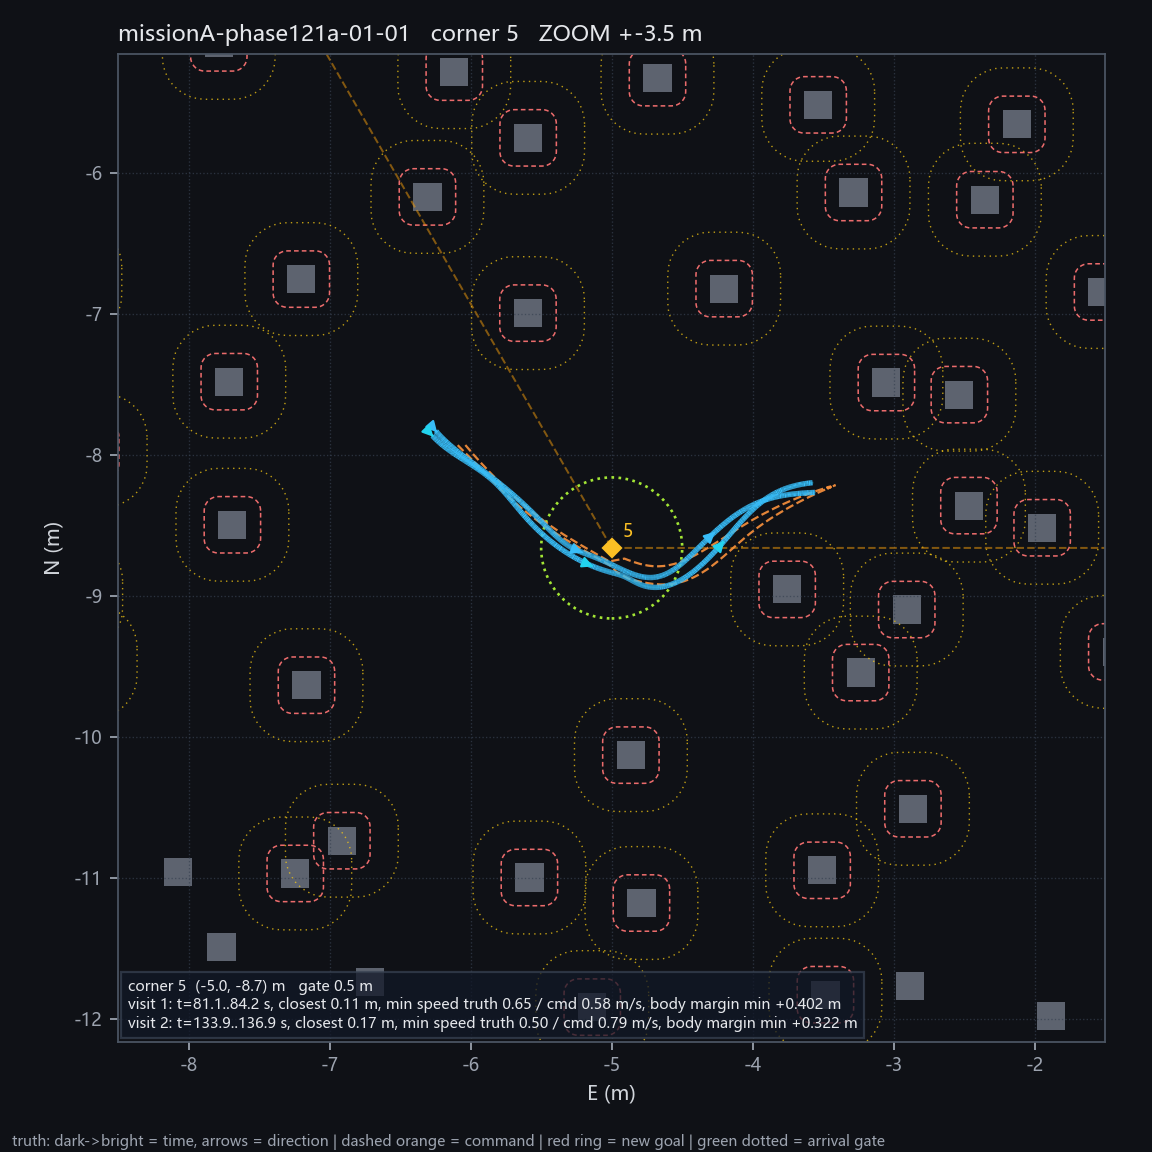 missionA-phase121a-01-01   corner 5   ZOOM +-3.5 m
-6
-7
-8
-9
-10
-11
-12
N (m)
5
corner 5  (-5.0, -8.7) m   gate 0.5 m
visit 1: t=81.1..84.2 s, closest 0.11 m, min speed truth 0.65 / cmd 0.58 m/s, body margin min +0.402 m
visit 2: t=133.9..136.9 s, closest 0.17 m, min speed truth 0.50 / cmd 0.79 m/s, body margin min +0.322 m
-8 -7 -6 -5 -4 -3 -2
E (m)
truth: dark->bright = time, arrows = direction | dashed orange = command | red ring = new goal | green dotted = arrival gate